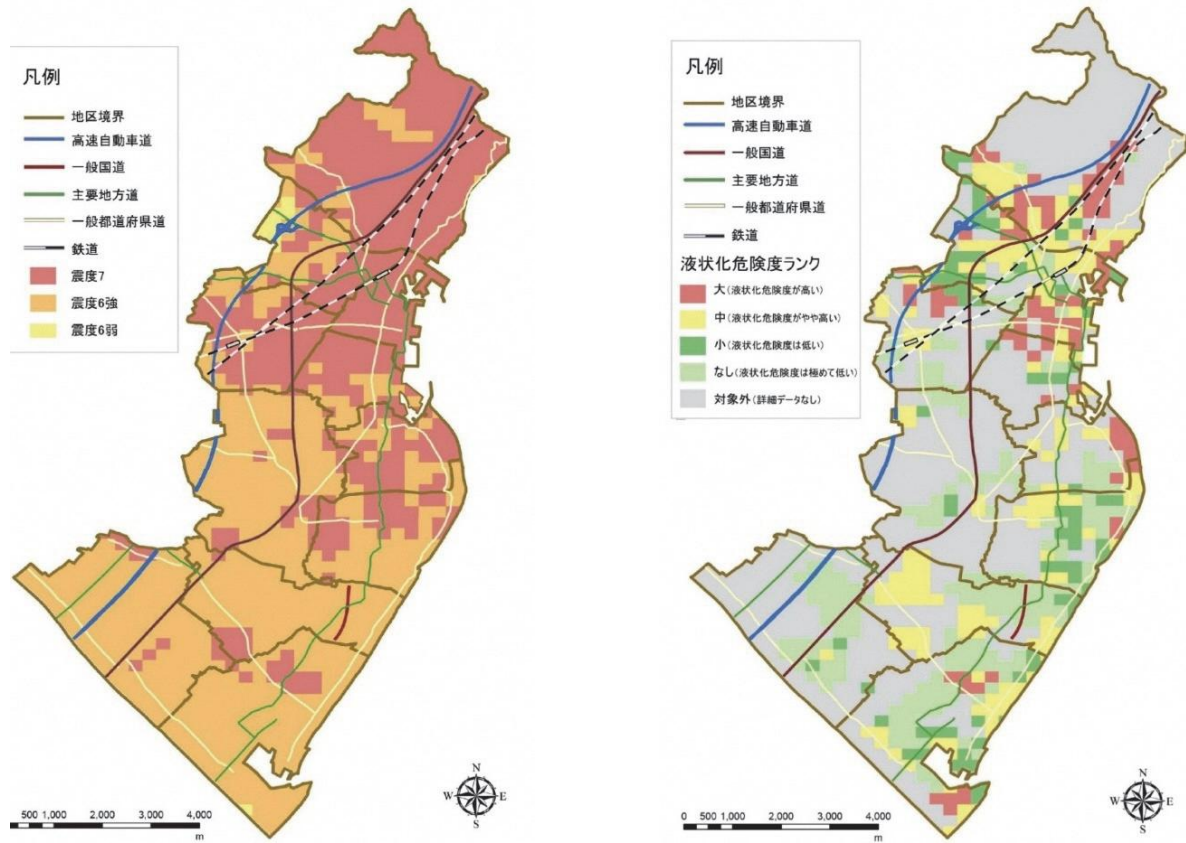 凡例
地区境界
高速自動車道
一般国道
主要地方道
一般都道府県道
鉄道
震度7
震度6強
震度6弱
N
W
E
S
500 1,000 2,000 3,000 4,000
m
凡例
地区境界
高速自動車道
一般国道
主要地方道
一般都道府県道
鉄道
液状化危険度ランク
大(液状化危険度が高い)
中(液状化危険度がやや高い)
小(液状化危険度は低い)
なし(液状化危険度は極めて低い)
対象外(詳細データなし)
N
W
E
S
0 500 1,000 2,000 3,000 4,000
m